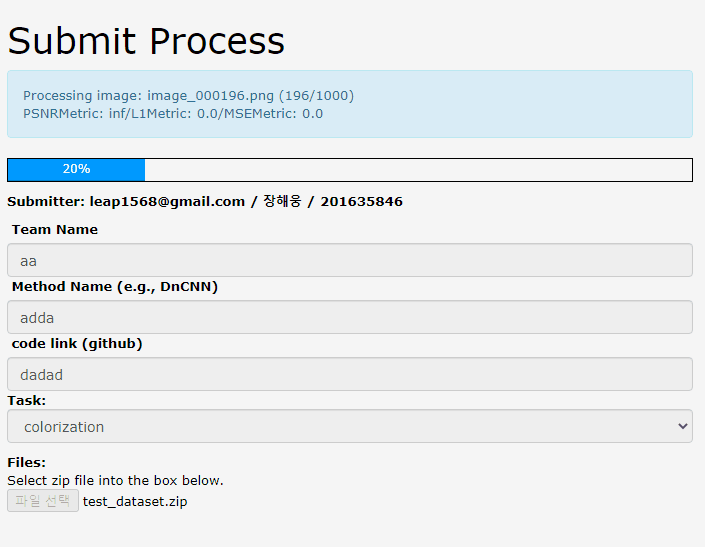 Submit Process
Processing image: image_000196.png (196/1000)
PSNRMetric: inf/L1Metric: 0.0/MSEMetric: 0.0
20%
Submitter: leap1568@gmail.com / 장해웅 / 201635846
Team Name
aa
Method Name (e.g., DnCNN)
adda
code link (github)
dadad
Task:
colorization
Files:
Select zip file into the box below.
파일 선택 test_dataset.zip